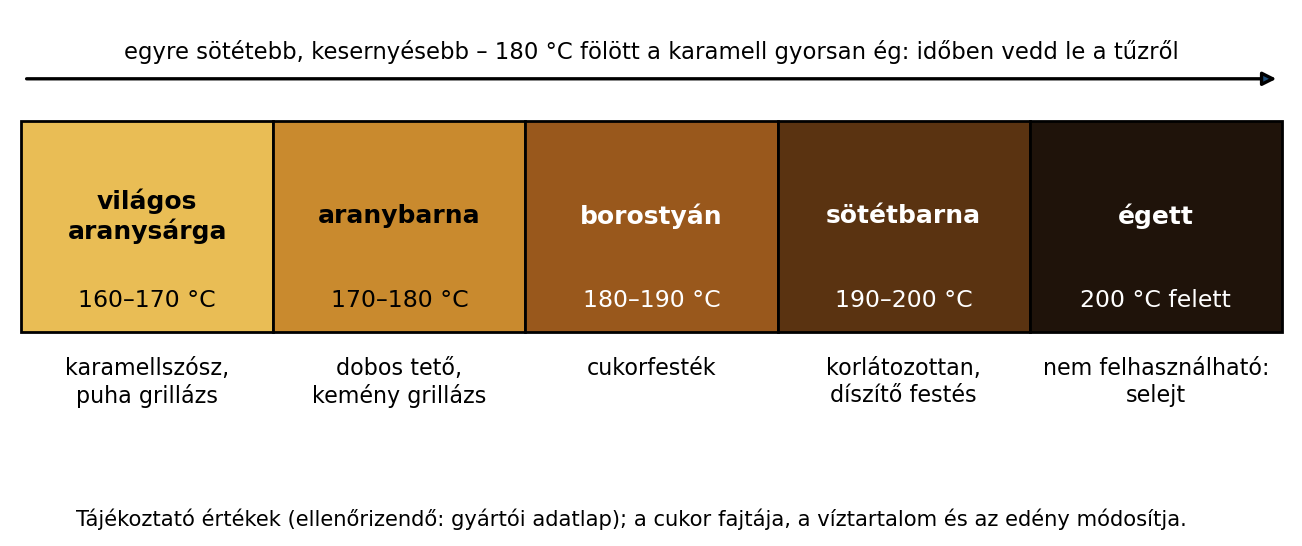 egyre sötétebb, kesernyésebb – 180 °C fölött a karamell gyorsan ég: időben vedd le a tűzről
világos
aranysárga
160–170 °C
aranybarna
170–180 °C
borostyán
180–190 °C
sötétbarna
190–200 °C
égett
200 °C felett
karamellszósz,
puha grillázs
dobos tető,
kemény grillázs
cukorfesték
korlátozottan,
díszítő festés
nem felhasználható:
selejt
Tájékoztató értékek (ellenőrizendő: gyártói adatlap); a cukor fajtája, a víztartalom és az edény módosítja.